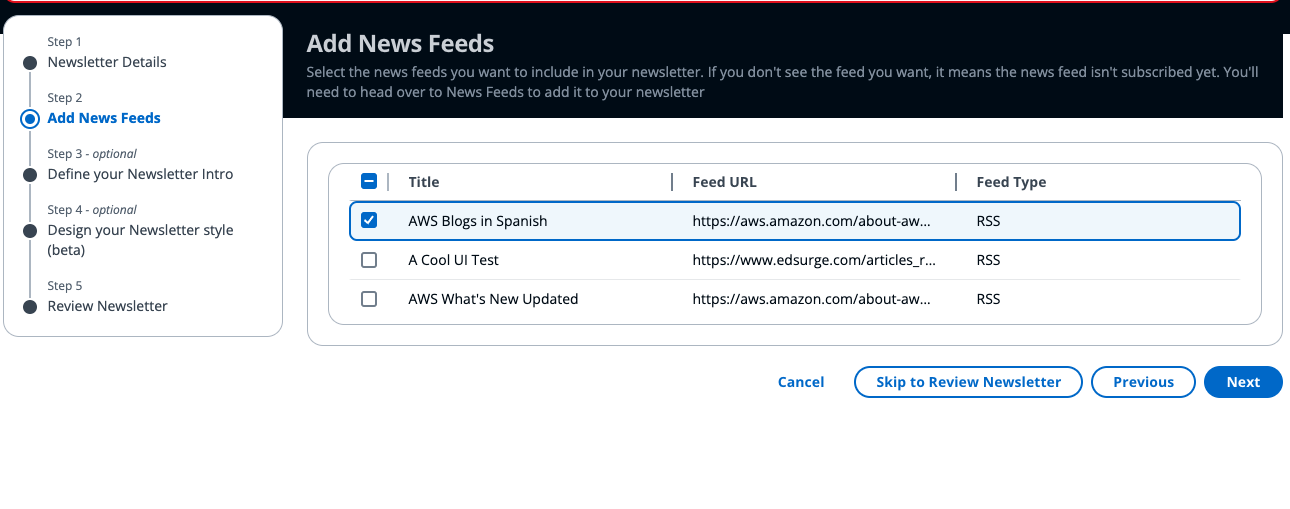 Step 1
Newsletter Details
Step 2
Add News Feeds
Step 3 - optional
Define your Newsletter Intro
Step 4 - optional
Design your Newsletter style
(beta)
Step 5
Review Newsletter
Add News Feeds
Select the news feeds you want to include in your newsletter. If you don't see the feed you want, it means the news feed isn't subscribed yet. You'll
need to head over to News Feeds to add it to your newsletter
Title Feed URL Feed Type
AWS Blogs in Spanish https://aws.amazon.com/about-aw... RSS
A Cool UI Test https://www.edsurge.com/articles_r... RSS
AWS What's New Updated https://aws.amazon.com/about-aw... RSS
Cancel Skip to Review Newsletter Previous Next